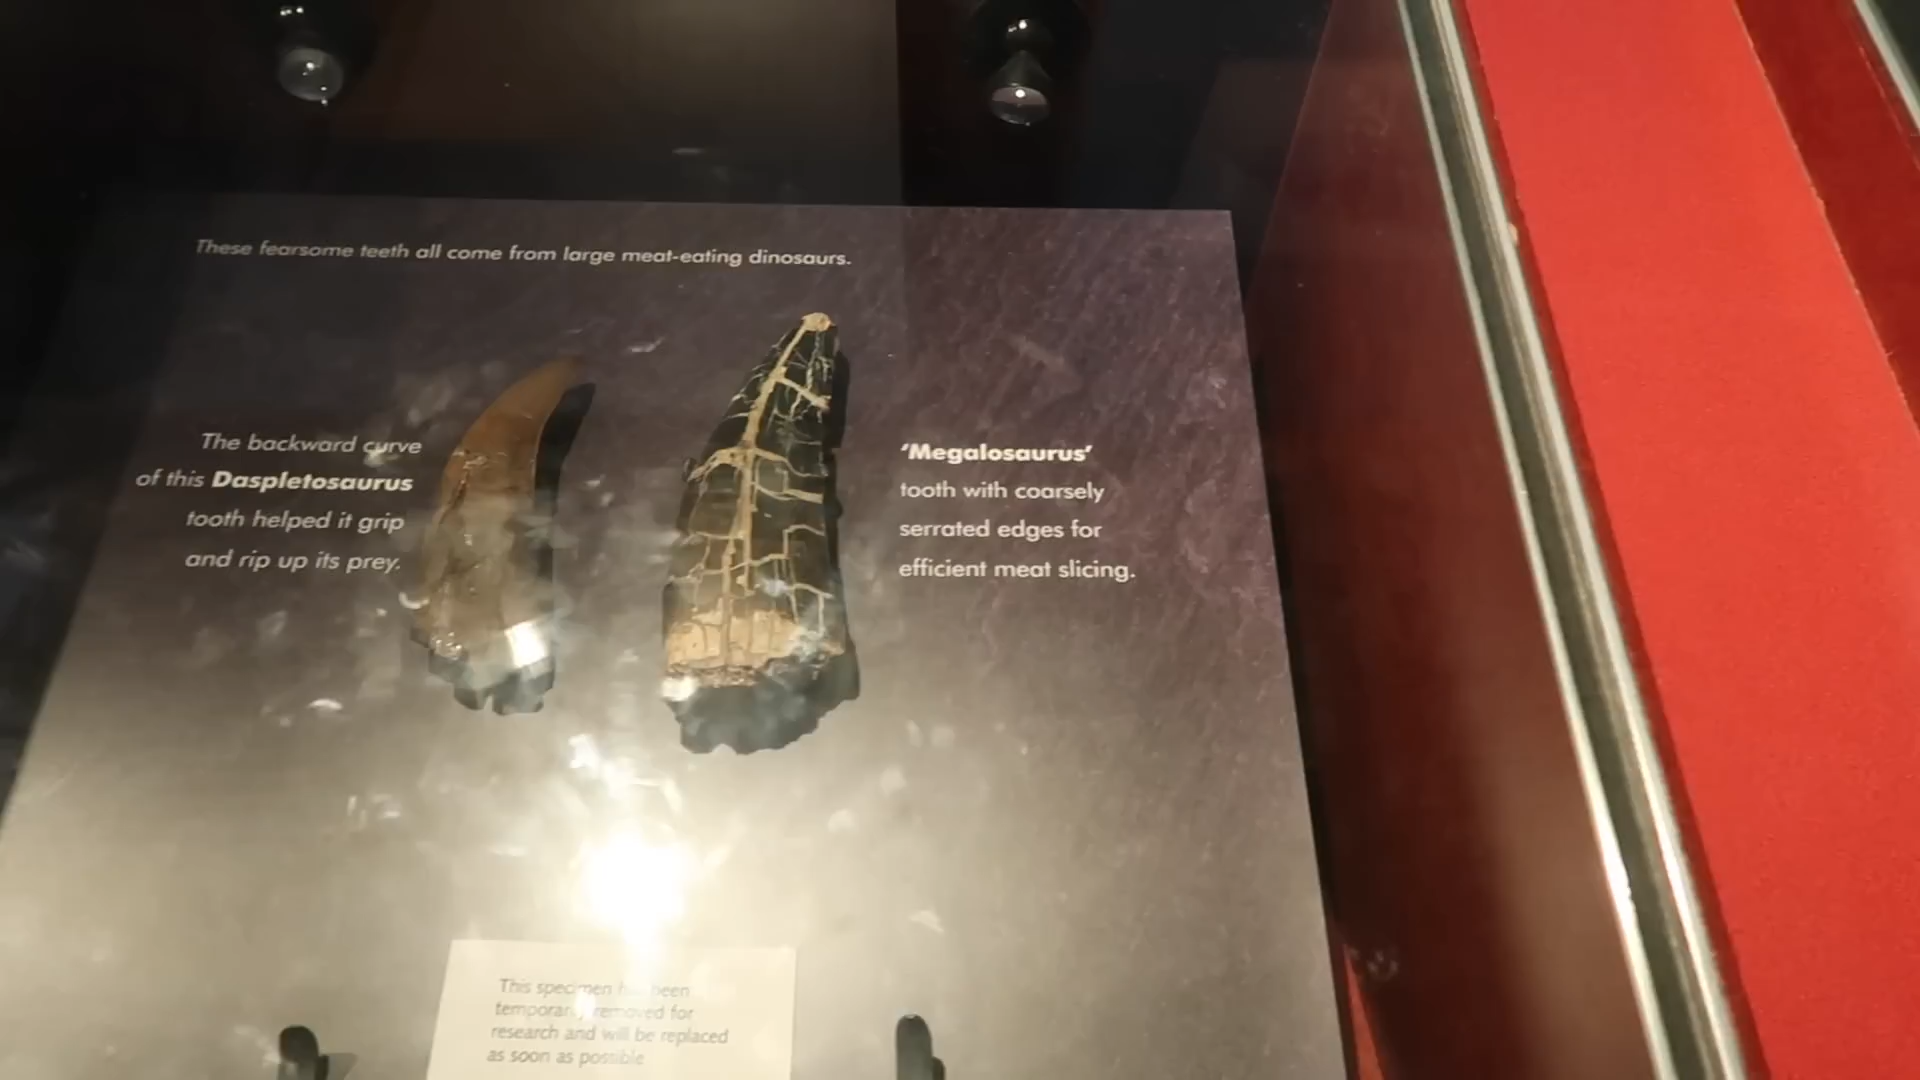 These fearsome teeth all come from large meat-eating dinosaurs.
The backward curve
of this Daspletosaurus
tooth helped it grip
and rip up its prey.
'Megalosaurus'
tooth with coarsely
serrated edges for
efficient meat slicing.
This specimen been
removed for
research and will be replaced
as soon as possible